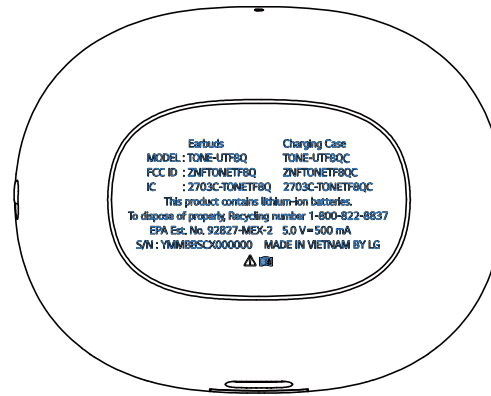 Earbuds Charging Case
MODEL : TONE-UTF8Q TONE-UTF8QC
FCC ID : ZNFTONETF8Q ZNFTONETF8QC
IC : 2703C-TONETF8Q 2703C-TONETF8QC
This product contains lithium-ion batteries.
To dispose of properly, Recycling number 1-800-822-8837
EPA Est. No. 92827-MEX-2 5.0 V⎓500 mA
S/N : YMMBBSCX000000 MADE IN VIETNAM BY LG